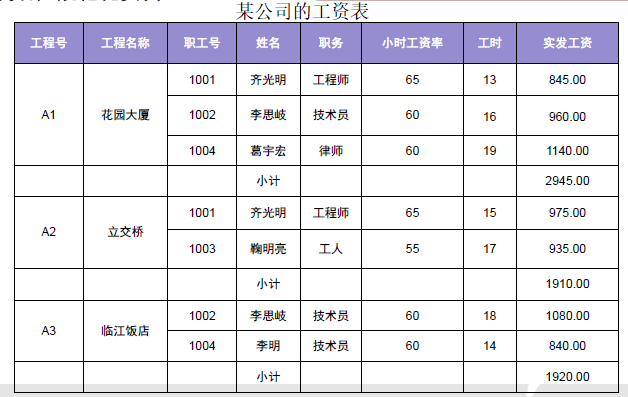 某公司的工资表
工程号 工程名称 职工号 姓名 职务 小时工资率 工时 实发工资
A1 花园大厦 1001 齐光明 工程师 65 13 845.00
1002 李思岐 技术员 60 16 960.00
1004 葛宇宏 律师 60 19 1140.00
小计 2945.00
A2 立交桥 1001 齐光明 工程师 65 15 975.00
1003 鞠明亮 工人 55 17 935.00
小计 1910.00
A3 临江饭店 1002 李思岐 技术员 60 18 1080.00
1004 李明 技术员 60 14 840.00
小计 1920.00